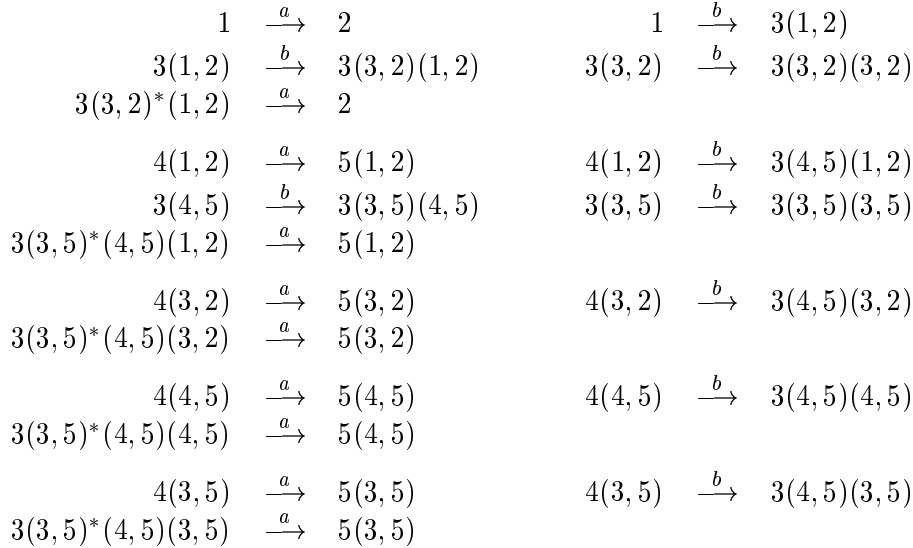 1 —a→ 2    1 —b→ 3(1, 2)
3(1, 2) —b→ 3(3, 2)(1, 2)    3(3, 2) —b→ 3(3, 2)(3, 2)
3(3, 2)*(1, 2) —a→ 2
4(1, 2) —a→ 5(1, 2)    4(1, 2) —b→ 3(4, 5)(1, 2)
3(4, 5) —b→ 3(3, 5)(4, 5)    3(3, 5) —b→ 3(3, 5)(3, 5)
3(3, 5)*(4, 5)(1, 2) —a→ 5(1, 2)
4(3, 2) —a→ 5(3, 2)    4(3, 2) —b→ 3(4, 5)(3, 2)
3(3, 5)*(4, 5)(3, 2) —a→ 5(3, 2)
4(4, 5) —a→ 5(4, 5)    4(4, 5) —b→ 3(4, 5)(4, 5)
3(3, 5)*(4, 5)(4, 5) —a→ 5(4, 5)
4(3, 5) —a→ 5(3, 5)    4(3, 5) —b→ 3(4, 5)(3, 5)
3(3, 5)*(4, 5)(3, 5) —a→ 5(3, 5)